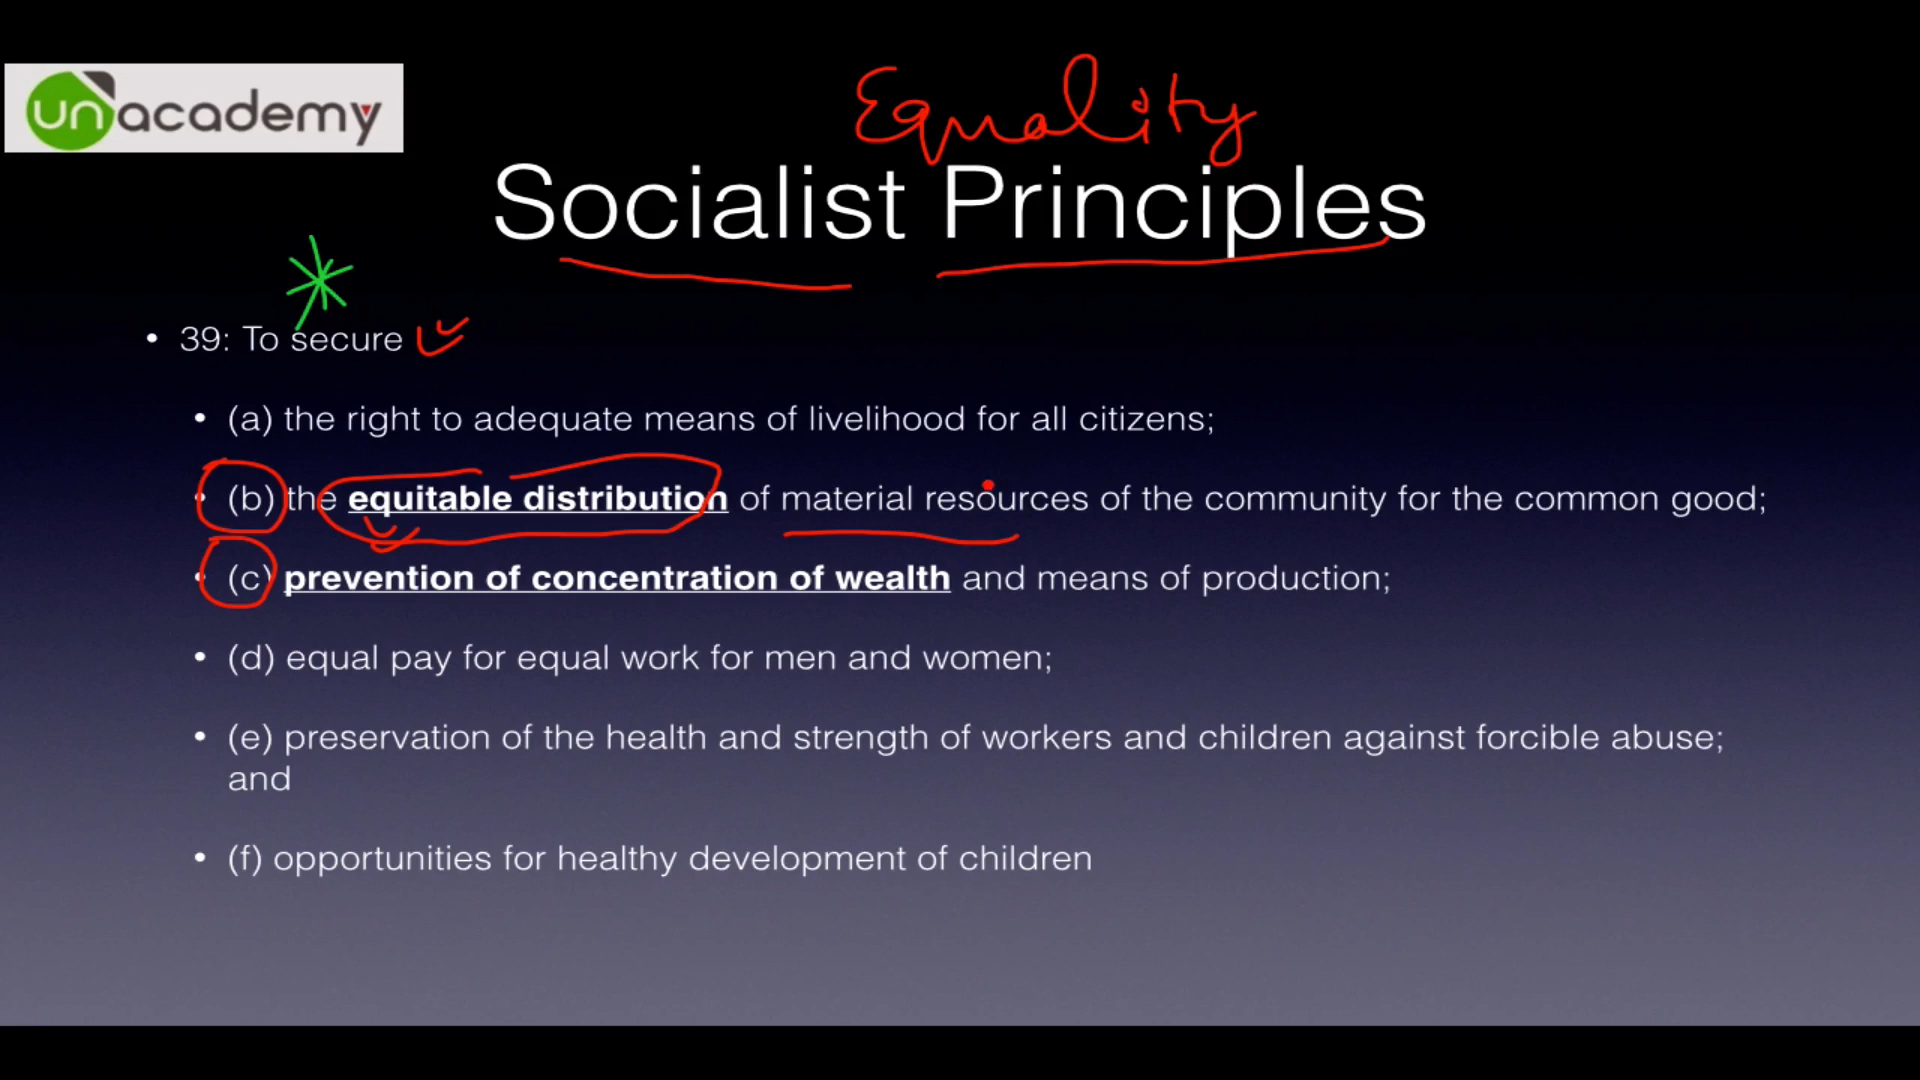 unacademy
Equality
Socialist Principles
• 39: To secure
• (a) the right to adequate means of livelihood for all citizens;
• (b) the equitable distribution of material resources of the community for the common good;
• (c) prevention of concentration of wealth and means of production;
• (d) equal pay for equal work for men and women;
• (e) preservation of the health and strength of workers and children against forcible abuse;
and
• (f) opportunities for healthy development of children